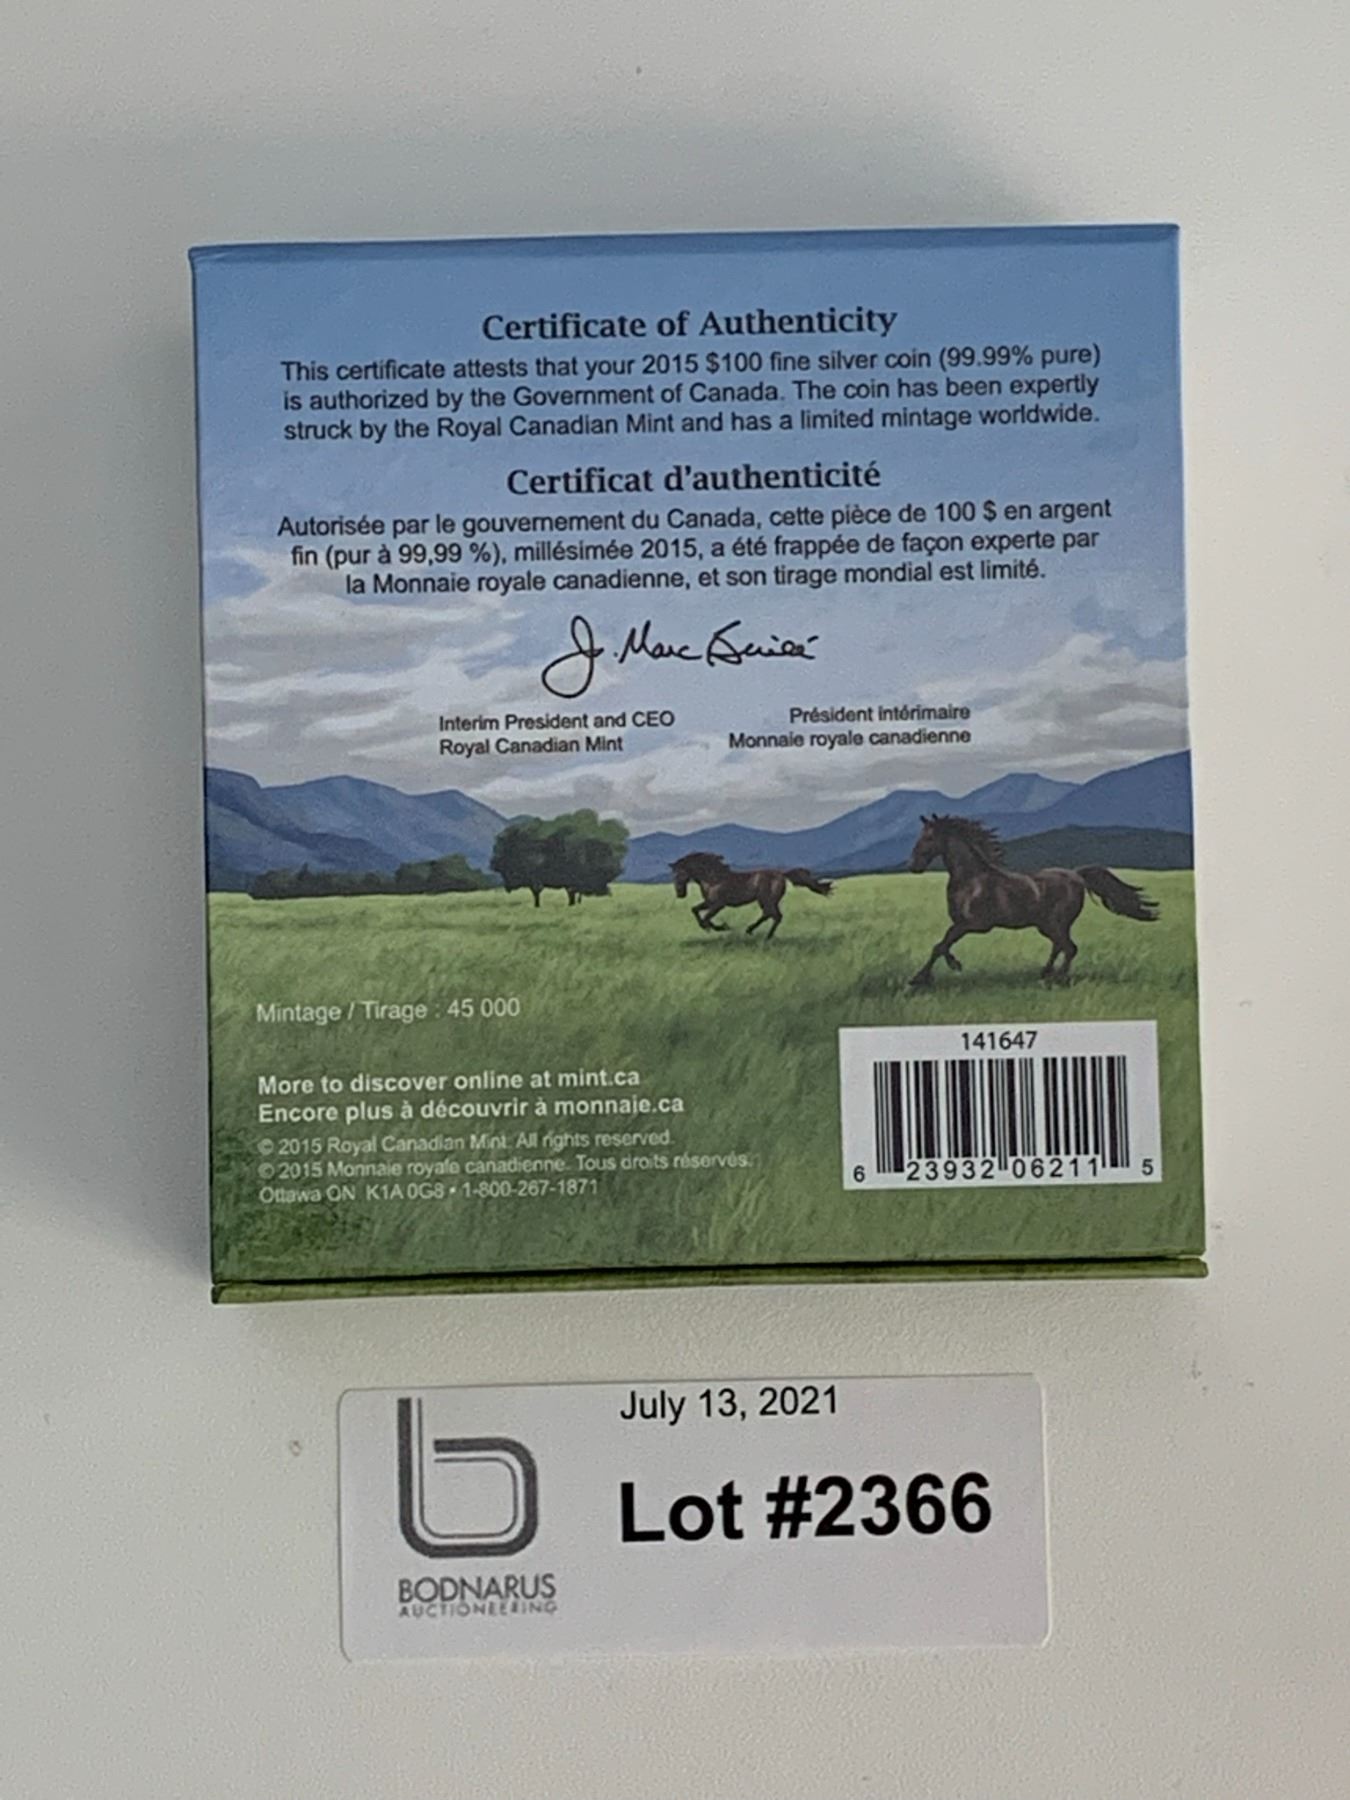 Certificate of Authenticity
This certificate attests that your 2015 $100 fine silver coin (99.99% pure)
is authorized by the Government of Canada. The coin has been expertly
struck by the Royal Canadian Mint and has a limited mintage worldwide.
Certificat d'authenticité
Autorisée par le gouvernement du Canada, cette pièce de 100 $ en argent
fin (pur à 99,99 %), millésimée 2015, a été frappée de façon experte par
la Monnaie royale canadienne, et son tirage mondial est limité.
J. Marc
Interim President and CEO
Royal Canadian Mint
Président intérimaire
Monnaie royale canadienne
Mintage / Tirage : 45 000
More to discover online at mint.ca
Encore plus à découvrir à monnaie.ca
© 2015 Royal Canadian Mint. All rights reserved.
© 2015 Monnaie royale canadienne. Tous droits réservés.
Ottawa ON K1A 0G8 • 1-800-267-1871
141647
6 23932 06211 5
July 13, 2021
Lot #2366
BODNARUS
AUCTIONEERING